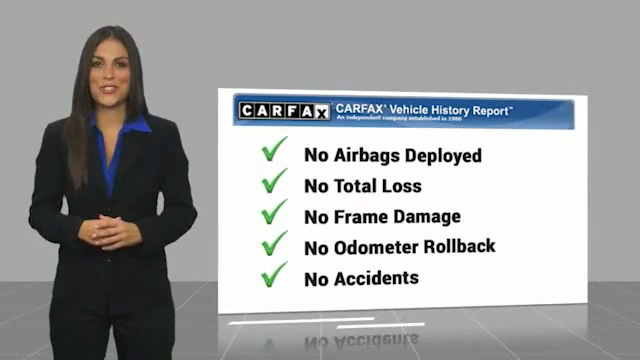 CARFAX CARFAX® Vehicle History Report™
An independent company established in 1986
No Airbags Deployed
No Total Loss
No Frame Damage
No Odometer Rollback
No Accidents